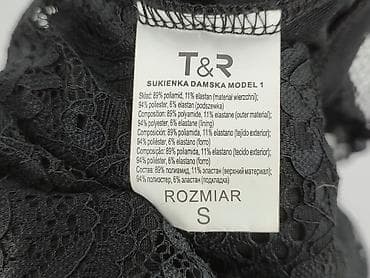 T&R
SUKIENKA DAMSKA MODEL 1
Skład: 89% poliamid, 11% elastan (materiał wierzchni);
94% poliester, 6% elastan (podszewka)
Composition: 89% polyamide, 11% elastane (outer material);
94% polyester, 6% elastane (lining)
Composición: 89% poliamida, 11% elastano (tejido exterior);
94% poliéster, 6% elastano (forro)
Composição: 89% poliamida, 11% elastano (tecido exterior);
94% poliéster, 6% elastano (forro)
Состав: 89% полиамид, 11% эластан (верхний материал);
94% полиэстер, 6% эластан (подкладка)
ROZMIAR
S